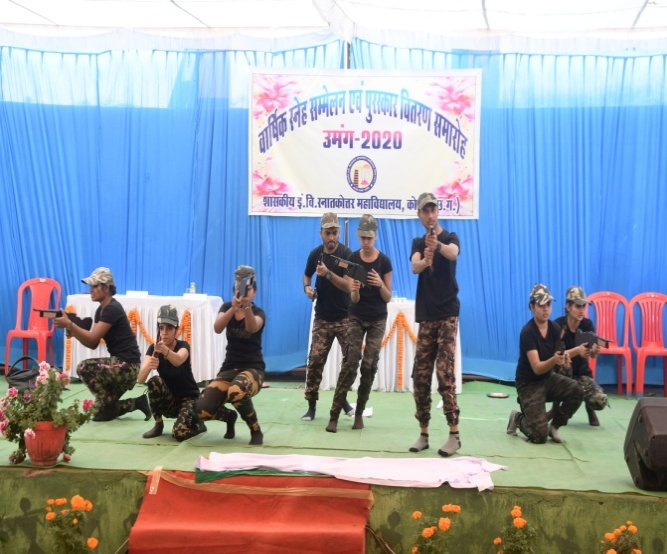 वार्षिक स्नेह सम्मेलन एवं पुरस्कार वितरण समारोह
उमंग-2020
शासकीय इं.वि.स्नातकोत्तर महाविद्यालय, छ.ग.)